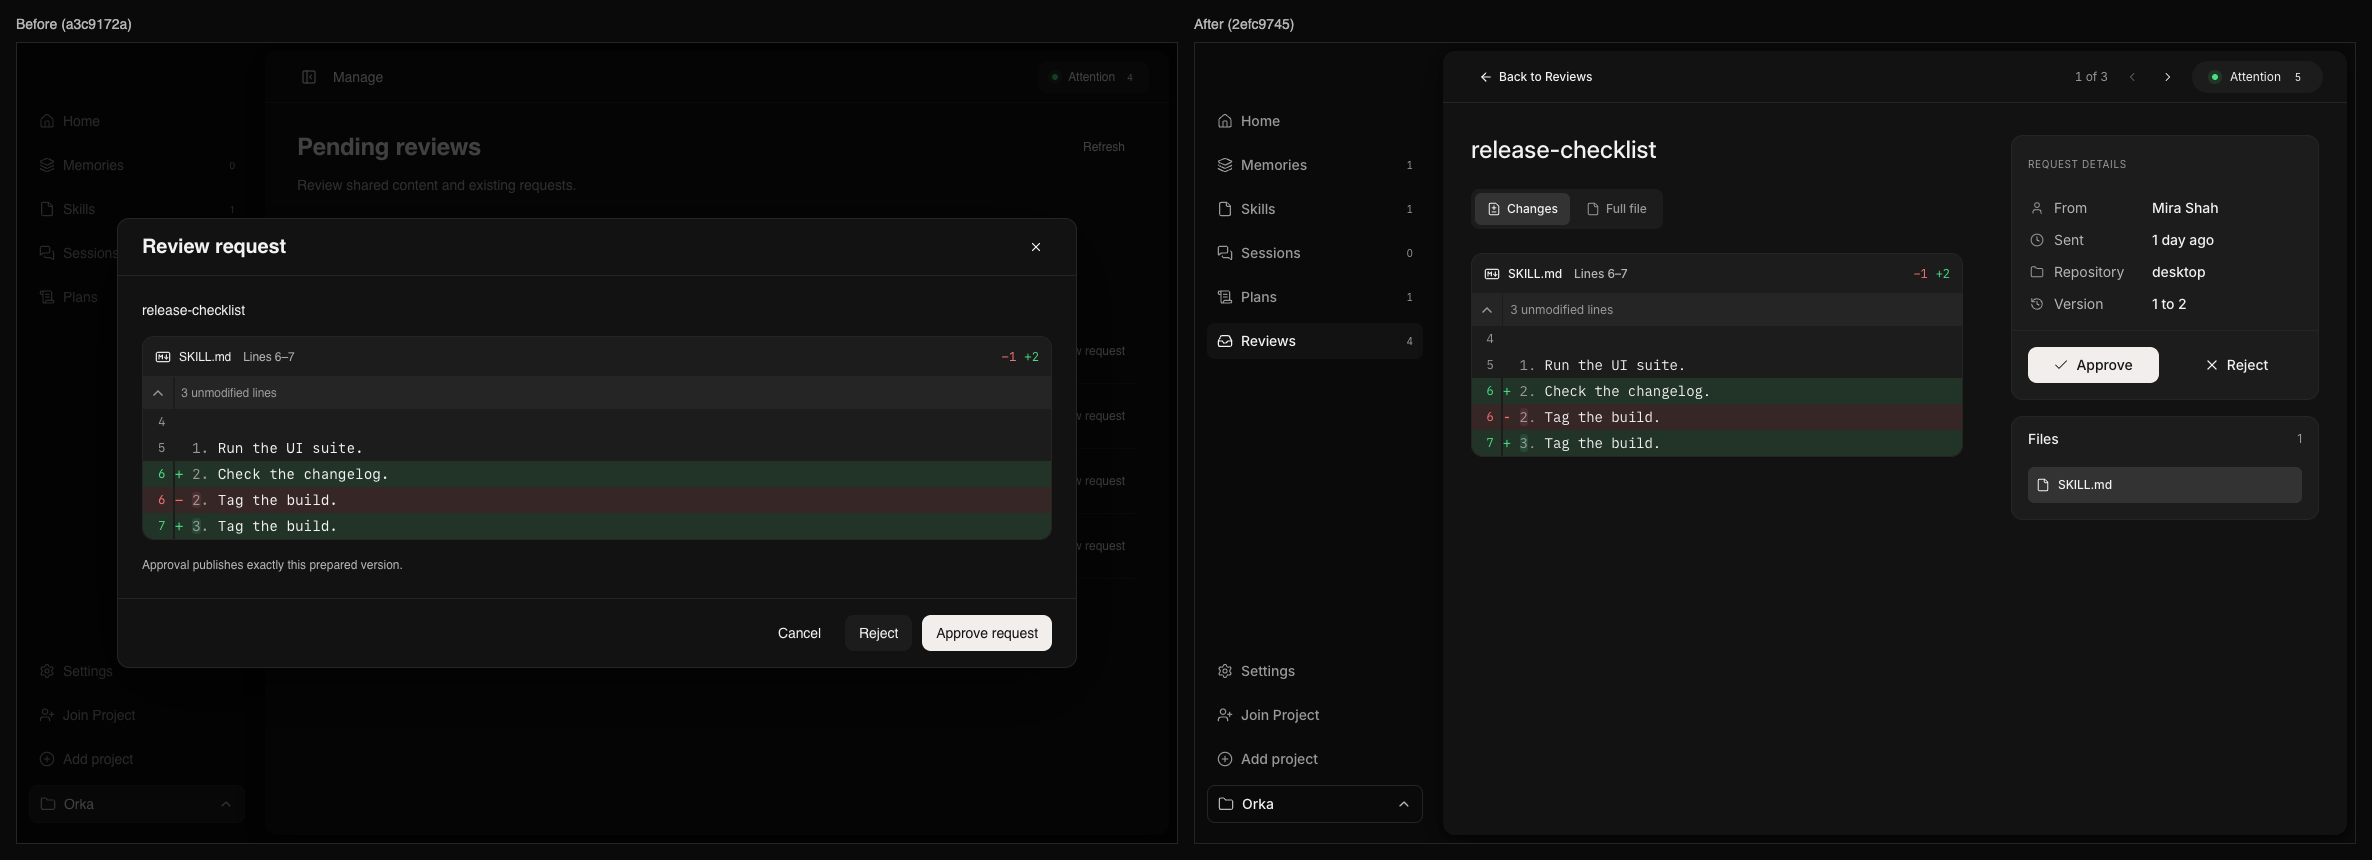 Before (a3c9172a)
Manage
Attention 4
Home
Memories 0
Skills 1
Sessions
Plans
Pending reviews
Refresh
Review shared content and existing requests.
Review request
release-checklist
SKILL.md Lines 6–7 −1 +2
3 unmodified lines
4
5 1. Run the UI suite.
6 + 2. Check the changelog.
6 − 2. Tag the build.
7 + 3. Tag the build.
Approval publishes exactly this prepared version.
Cancel Reject Approve request
w request
w request
w request
w request
Settings
Join Project
Add project
Orka
After (2efc9745)
Back to Reviews
1 of 3
Attention 5
Home
Memories 1
Skills 1
Sessions 0
Plans 1
Reviews 4
Settings
Join Project
Add project
Orka
release-checklist
Changes Full file
SKILL.md Lines 6–7 −1 +2
3 unmodified lines
4
5 1. Run the UI suite.
6 + 2. Check the changelog.
6 - 2. Tag the build.
7 + 3. Tag the build.
REQUEST DETAILS
From Mira Shah
Sent 1 day ago
Repository desktop
Version 1 to 2
Approve Reject
Files 1
SKILL.md